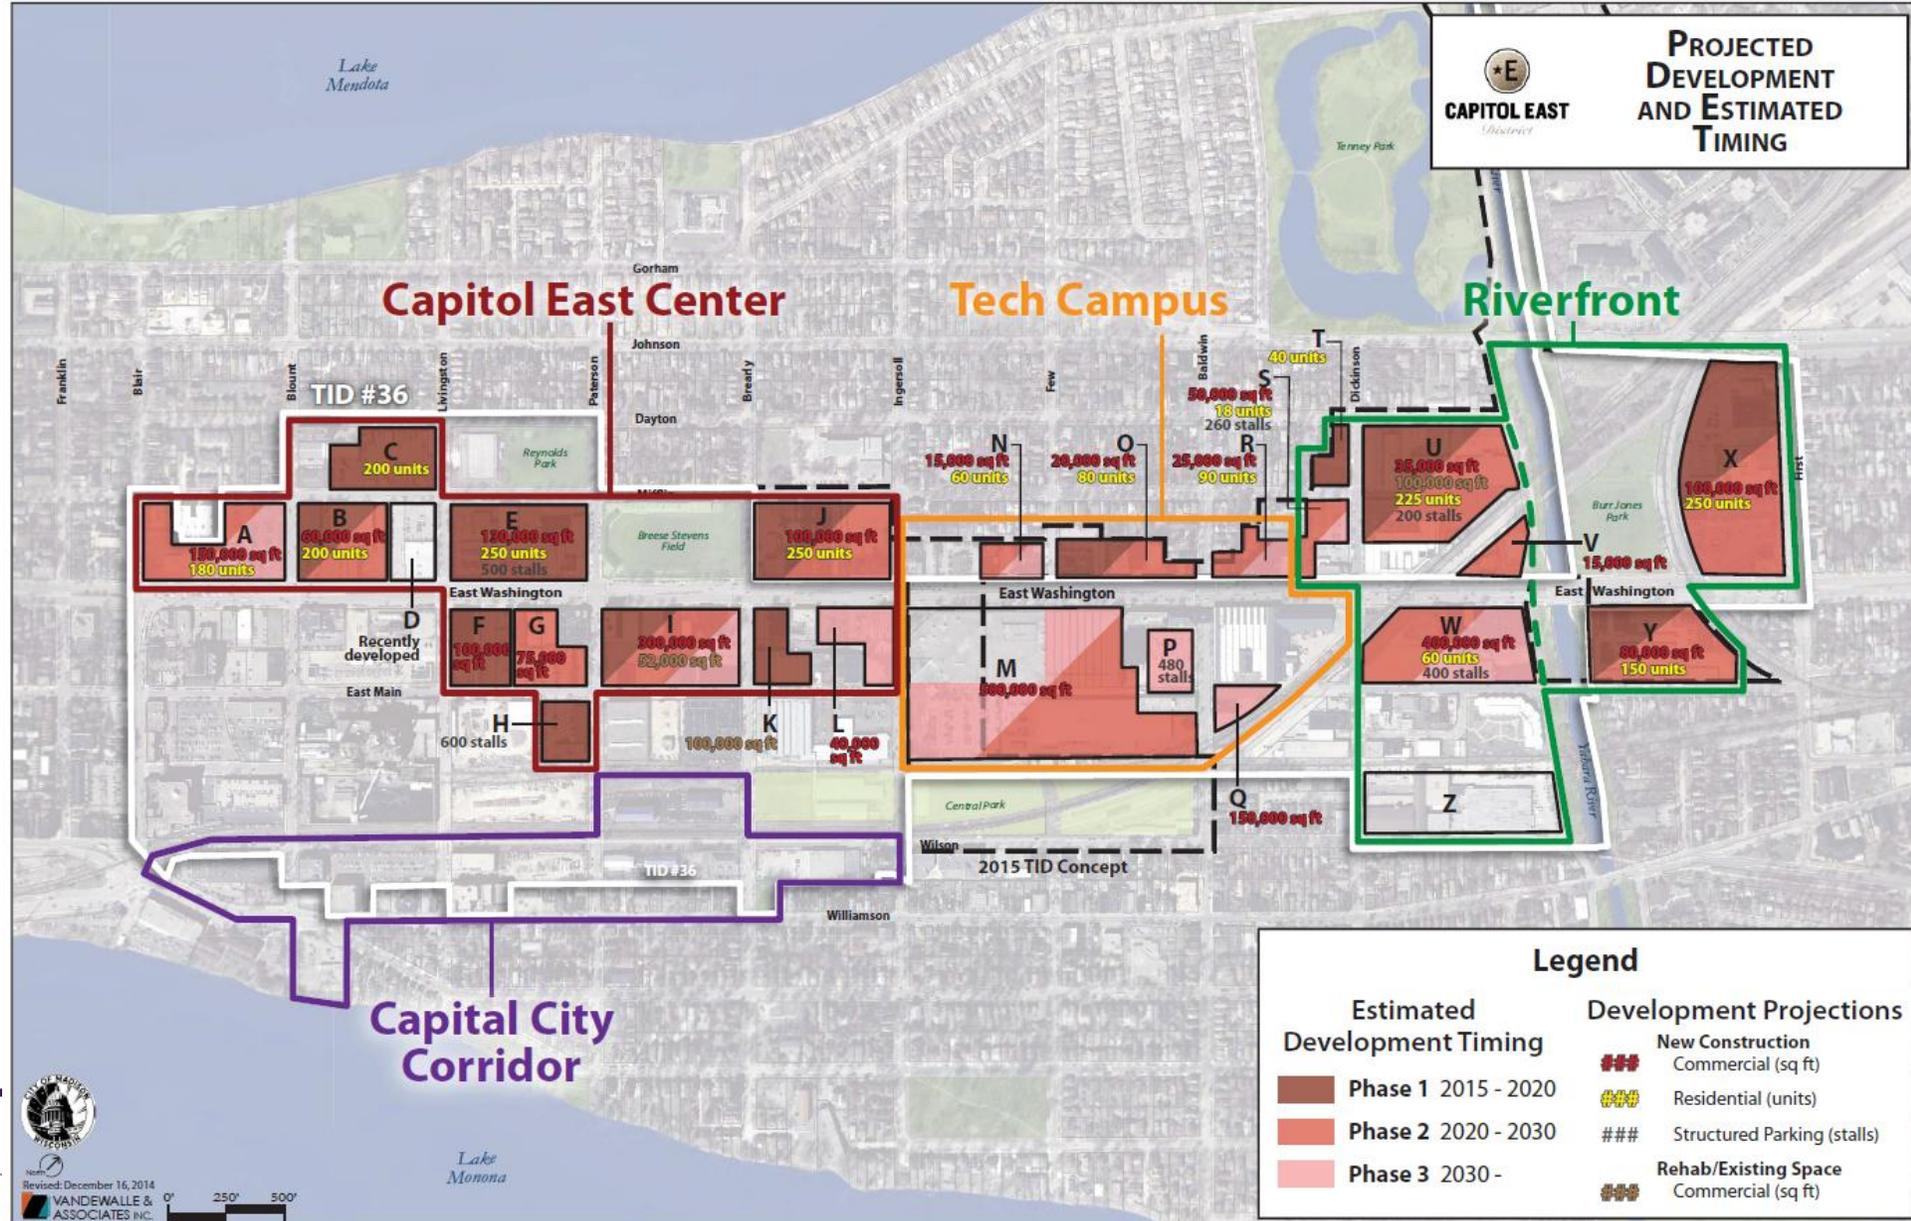 PROJECTED
DEVELOPMENT
AND ESTIMATED
TIMING
★E
CAPITOL EAST
District
Lake
Mendota
Tenney Park
Gorham
Capitol East Center
Tech Campus
Riverfront
Johnson
Franklin
Blair
Blount
Livingston
Paterson
Brearly
Ingersoll
Few
Baldwin
Dickinson
First
TID #36
Dayton
Reynolds
Park
C
200 units
T
40 units
S
50,000 sq ft
18 units
260 stalls
N
15,000 sq ft
60 units
O
20,000 sq ft
80 units
R
25,000 sq ft
90 units
U
35,000 sq ft
100,000 sq ft
225 units
200 stalls
X
100,000 sq ft
250 units
Mifflin
A
150,000 sq ft
180 units
B
60,000 sq ft
200 units
E
130,000 sq ft
250 units
500 stalls
Breese Stevens
Field
J
100,000 sq ft
250 units
Burr Jones
Park
V
15,000 sq ft
East Washington
East Washington
East Washington
D
Recently
developed
F
100,000
sq ft
G
75,000
sq ft
I
300,000 sq ft
52,000 sq ft
M
500,000 sq ft
P
480
stalls
W
400,000 sq ft
60 units
400 stalls
Y
80,000 sq ft
150 units
East Main
H
600 stalls
K
100,000 sq ft
L
40,000
sq ft
Q
150,000 sq ft
Z
Yahara River
Central Park
Wilson
2015 TID Concept
TID #36
Williamson
Capital City
Corridor
Lake
Monona
CITY OF MADISON
WISCONSIN
North
Revised: December 16, 2014
VANDEWALLE &
ASSOCIATES INC.
0' 250' 500'
Legend
Estimated
Development Timing
Phase 1 2015 - 2020
Phase 2 2020 - 2030
Phase 3 2030 -
Development Projections
New Construction
### Commercial (sq ft)
### Residential (units)
### Structured Parking (stalls)
Rehab/Existing Space
### Commercial (sq ft)